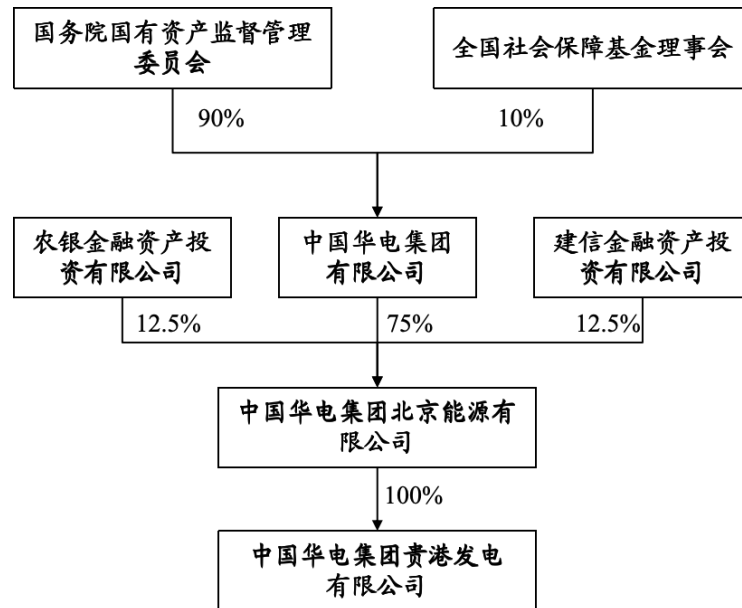 国务院国有资产监督管理
委员会
全国社会保障基金理事会
90%
10%
农银金融资产投
资有限公司
中国华电集团
有限公司
建信金融资产投
资有限公司
12.5%
75%
12.5%
中国华电集团北京能源有
限公司
100%
中国华电集团贵港发电
有限公司